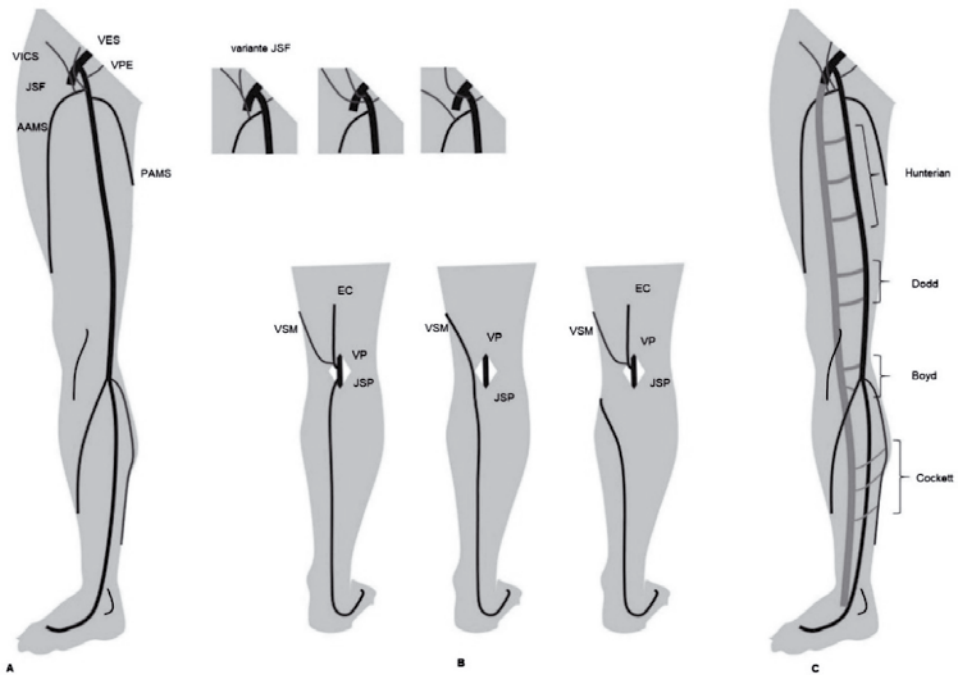 VES
VICS
VPE
JSF
AAMS
PAMS
variante JSF
EC
VSM
VP
JSP
VSM
VP
JSP
EC
VSM
VP
JSP
Hunterian
Dodd
Boyd
Cockett
A
B
C